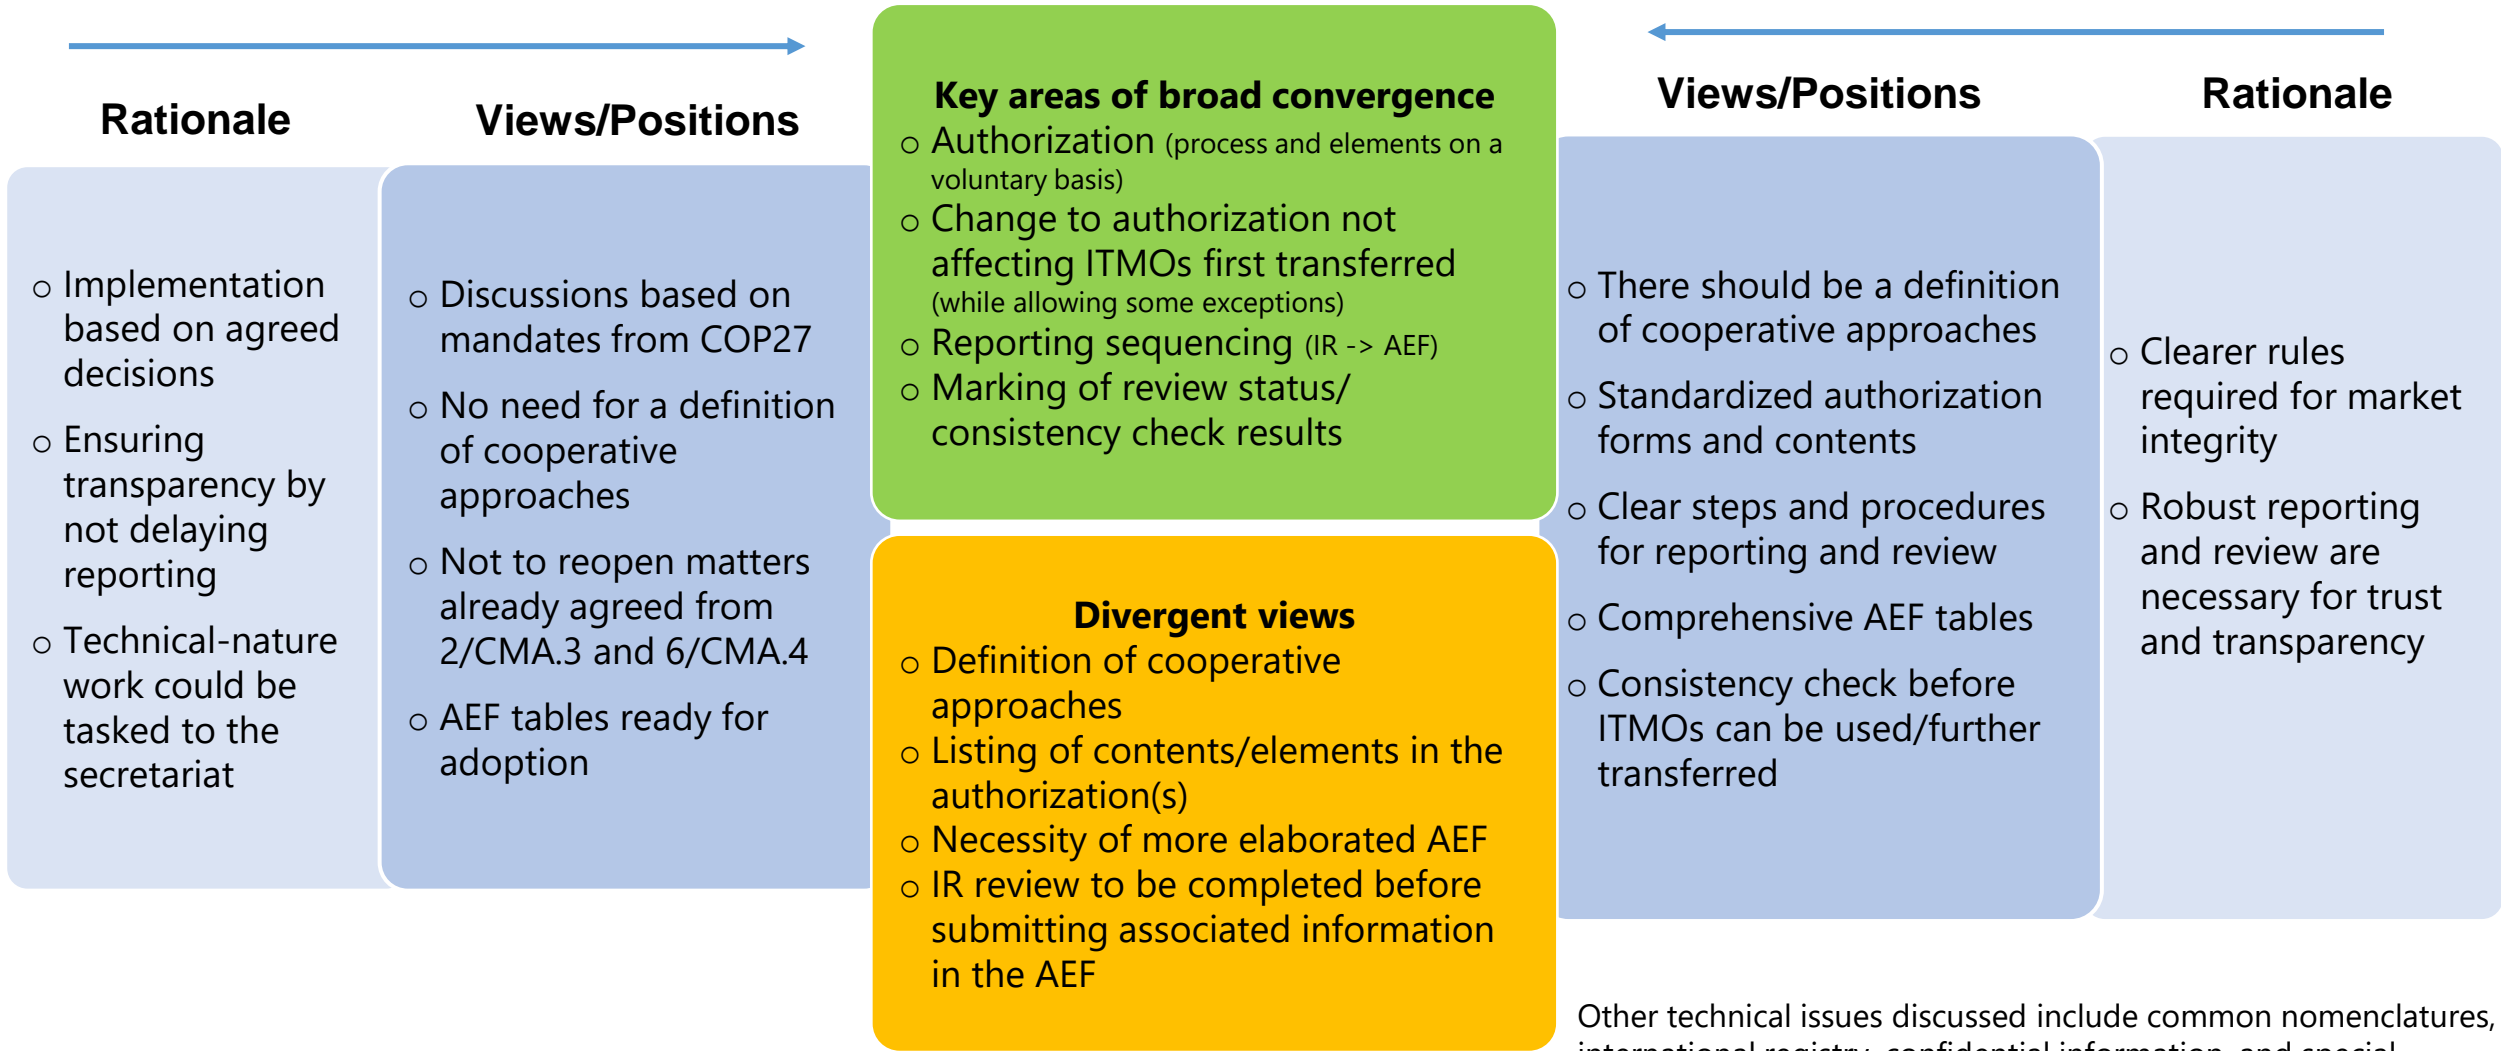 Rationale
Implementation
based on agreed
decisions
Ensuring
transparency by
not delaying
reporting
Technical-nature
work could be
tasked to the
secretariat
Views/Positions
Discussions based on
mandates from COP27
No need for a definition
of cooperative
approaches
Not to reopen matters
already agreed from
2/CMA.3 and 6/CMA.4
AEF tables ready for
adoption
Key areas of broad convergence
Authorization (process and elements on a
voluntary basis)
Change to authorization not
affecting ITMOs first transferred
(while allowing some exceptions)
Reporting sequencing (IR -> AEF)
Marking of review status/
consistency check results
Divergent views
Definition of cooperative
approaches
Listing of contents/elements in the
authorization(s)
Necessity of more elaborated AEF
IR review to be completed before
submitting associated information
in the AEF
Views/Positions
There should be a definition
of cooperative approaches
Standardized authorization
forms and contents
Clear steps and procedures
for reporting and review
Comprehensive AEF tables
Consistency check before
ITMOs can be used/further
transferred
Rationale
Clearer rules
required for market
integrity
Robust reporting
and review are
necessary for trust
and transparency
Other technical issues discussed include common nomenclatures,
international registry, confidential information, and special